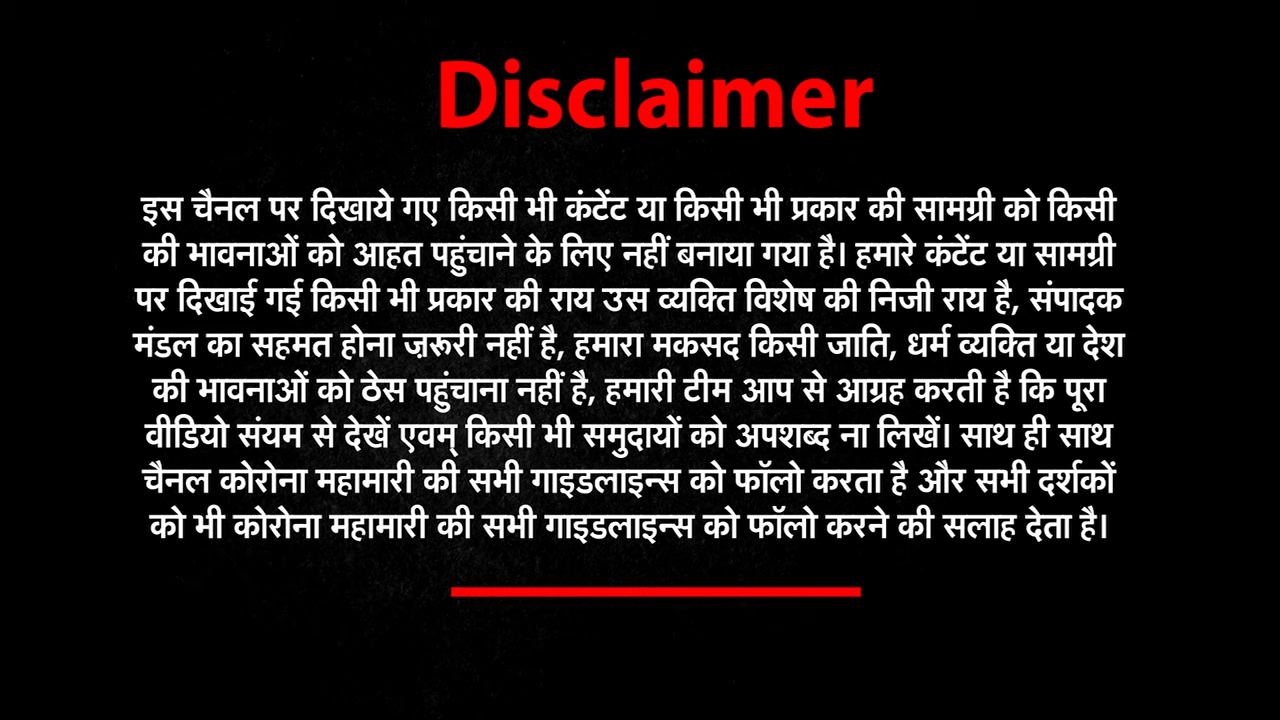 Disclaimer
इस चैनल पर दिखाये गए किसी भी कंटेंट या किसी भी प्रकार की सामग्री को किसी
की भावनाओं को आहत पहुंचाने के लिए नहीं बनाया गया है। हमारे कंटेंट या सामग्री
पर दिखाई गई किसी भी प्रकार की राय उस व्यक्ति विशेष की निजी राय है, संपादक
मंडल का सहमत होना ज़रूरी नहीं है, हमारा मकसद किसी जाति, धर्म व्यक्ति या देश
की भावनाओं को ठेस पहुंचाना नहीं है, हमारी टीम आप से आग्रह करती है कि पूरा
वीडियो संयम से देखें एवम् किसी भी समुदायों को अपशब्द ना लिखें। साथ ही साथ
चैनल कोरोना महामारी की सभी गाइडलाइन्स को फॉलो करता है और सभी दर्शकों
को भी कोरोना महामारी की सभी गाइडलाइन्स को फॉलो करने की सलाह देता है।